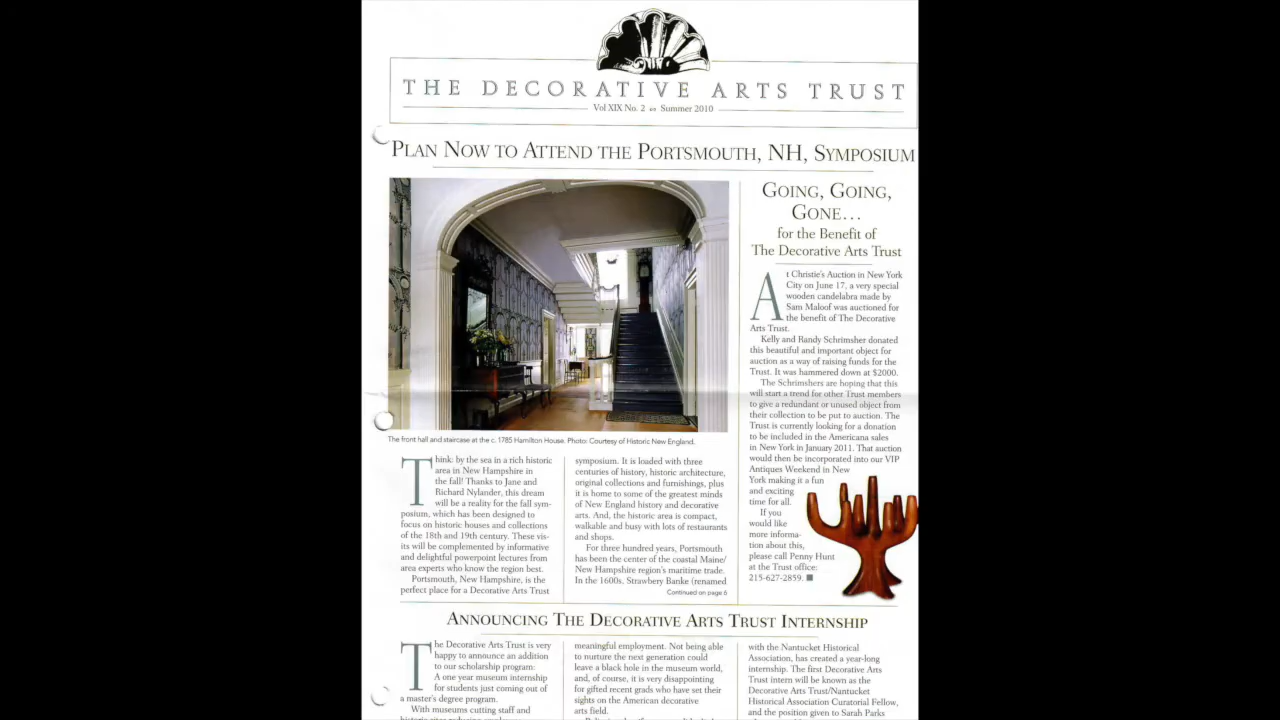 THE DECORATIVE ARTS TRUST
Vol XIX No. 2 ∾ Summer 2010
PLAN NOW TO ATTEND THE PORTSMOUTH, NH, SYMPOSIUM
The front hall and staircase at the c. 1785 Hamilton House. Photo: Courtesy of Historic New England.
Think: by the sea in a rich historic
area in New Hampshire in
the fall! Thanks to Jane and
Richard Nylander, this dream
will be a reality for the fall sym-
posium, which has been designed to
focus on historic houses and collections
of the 18th and 19th century. These vis-
its will be complemented by informative
and delightful powerpoint lectures from
area experts who know the region best.
Portsmouth, New Hampshire, is the
perfect place for a Decorative Arts Trust
symposium. It is loaded with three
centuries of history, historic architecture,
original collections and furnishings, plus
it is home to some of the greatest minds
of New England history and decorative
arts. And, the historic area is compact,
walkable and busy with lots of restaurants
and shops.
For three hundred years, Portsmouth
has been the center of the coastal Maine/
New Hampshire region's maritime trade.
In the 1600s, Strawbery Banke (renamed
Continued on page 6
GOING, GOING,
GONE…
for the Benefit of
The Decorative Arts Trust
At Christie's Auction in New York
City on June 17, a very special
wooden candelabra made by
Sam Maloof was auctioned for
the benefit of The Decorative
Arts Trust.
Kelly and Randy Schrimsher donated
this beautiful and important object for
auction as a way of raising funds for the
Trust. It was hammered down at $2000.
The Schrimshers are hoping that this
will start a trend for other Trust members
to give a redundant or unused object from
their collection to be put to auction. The
Trust is currently looking for a donation
to be included in the Americana sales
in New York in January 2011. That auction
would then be incorporated into our VIP
Antiques Weekend in New
York making it a fun
and exciting
time for all.
If you
would like
more informa-
tion about this,
please call Penny Hunt
at the Trust office:
215-627-2859. ■
ANNOUNCING THE DECORATIVE ARTS TRUST INTERNSHIP
The Decorative Arts Trust is very
happy to announce an addition
to our scholarship program:
A one year museum internship
for students just coming out of
a master's degree program.
With museums cutting staff and
meaningful employment. Not being able
to nurture the next generation could
leave a black hole in the museum world,
and, of course, it is very disappointing
for gifted recent grads who have set their
sights on the American decorative
arts field.
with the Nantucket Historical
Association, has created a year-long
internship. The first Decorative Arts
Trust intern will be known as the
Decorative Arts Trust/Nantucket
Historical Association Curatorial Fellow,
and the position given to Sarah Parks